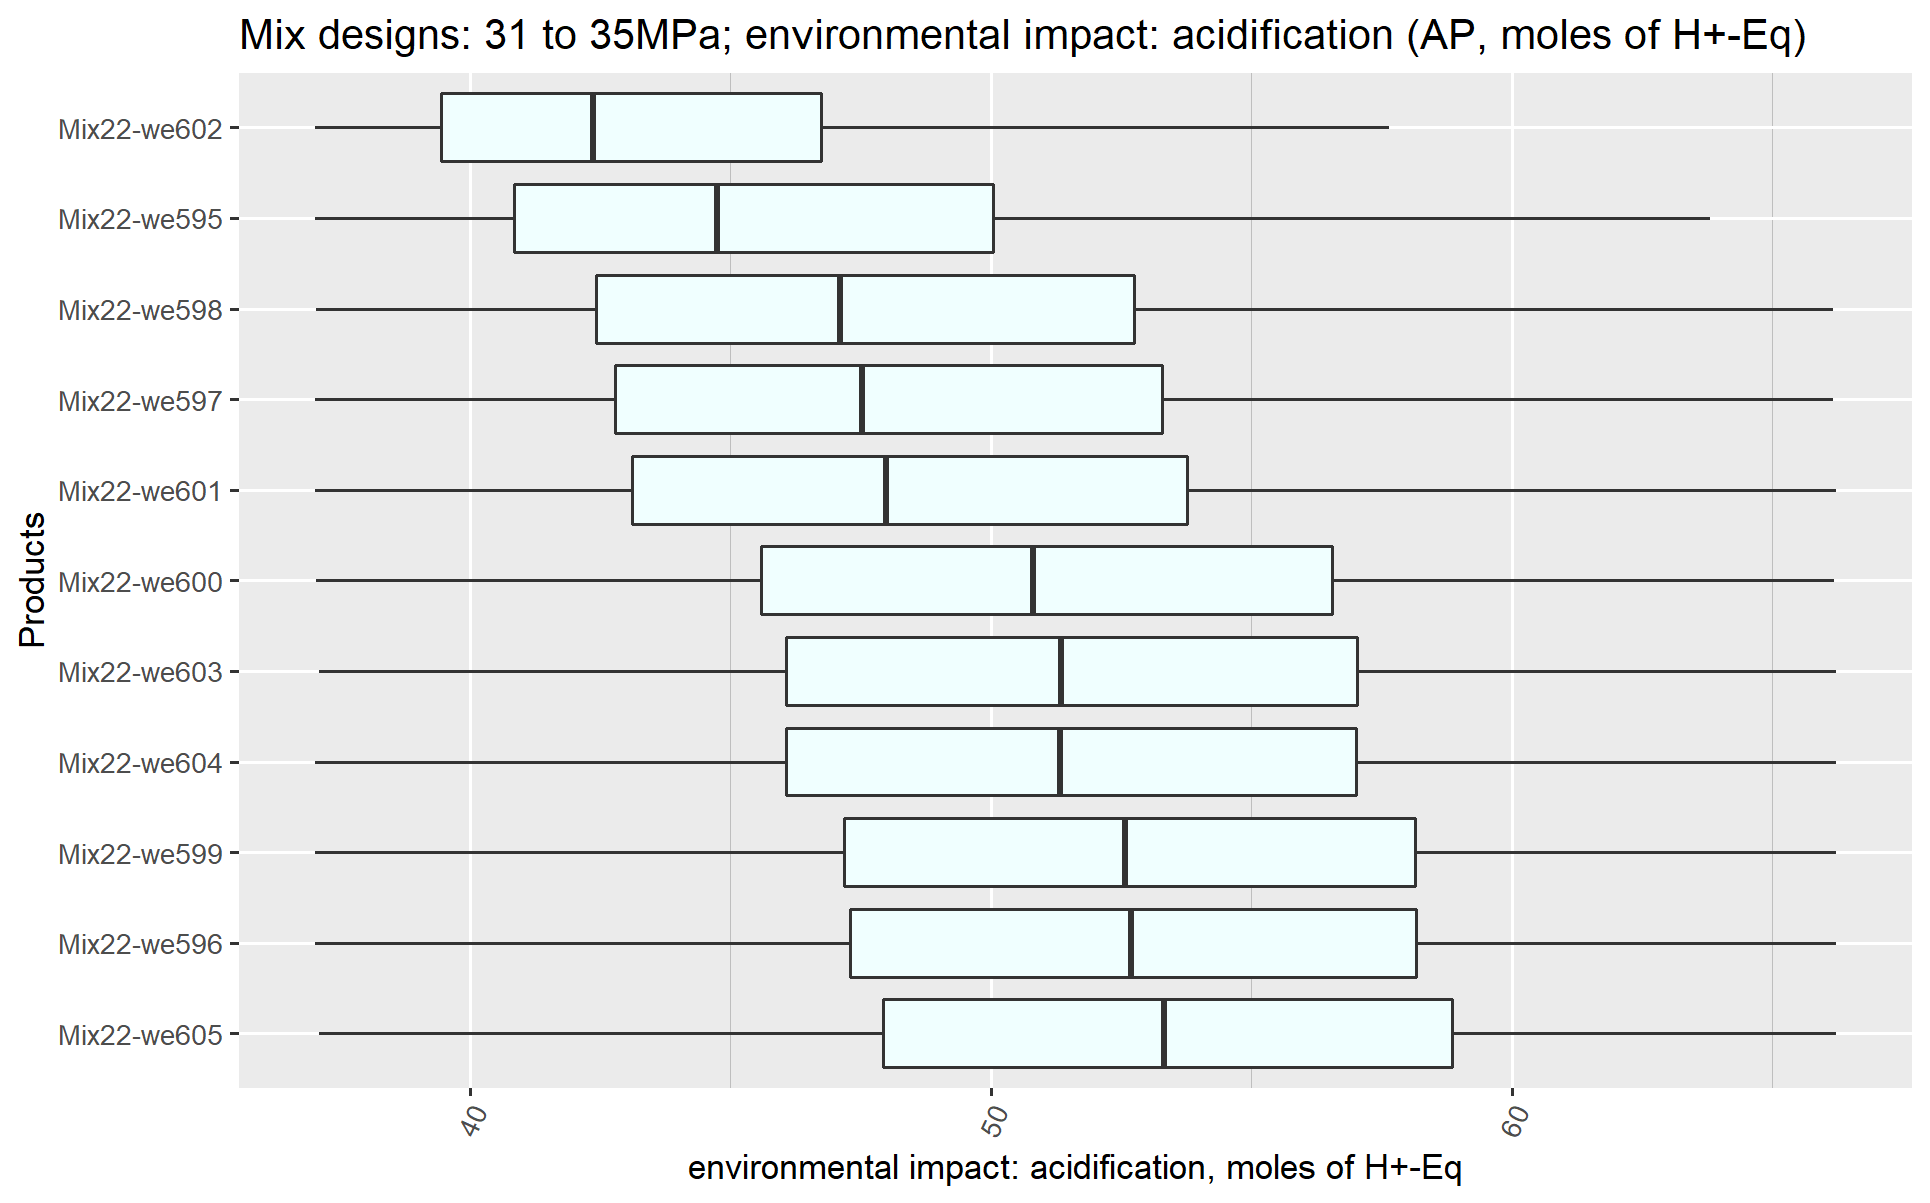 Mix designs: 31 to 35MPa; environmental impact: acidification (AP, moles of H+-Eq)
Products
Mix22-we602
Mix22-we595
Mix22-we598
Mix22-we597
Mix22-we601
Mix22-we600
Mix22-we603
Mix22-we604
Mix22-we599
Mix22-we596
Mix22-we605
40
50
60
environmental impact: acidification, moles of H+-Eq